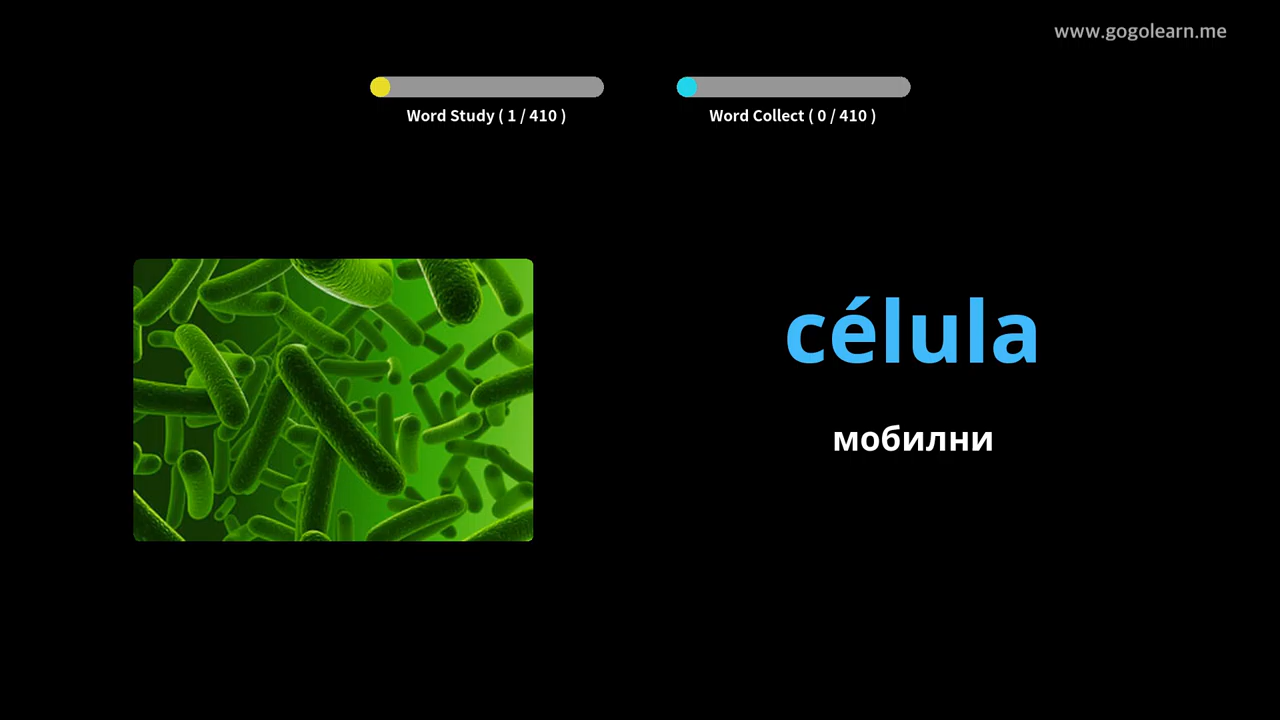 www.gogolearn.me
Word Study ( 1 / 410 )
Word Collect ( 0 / 410 )
célula
мобилни